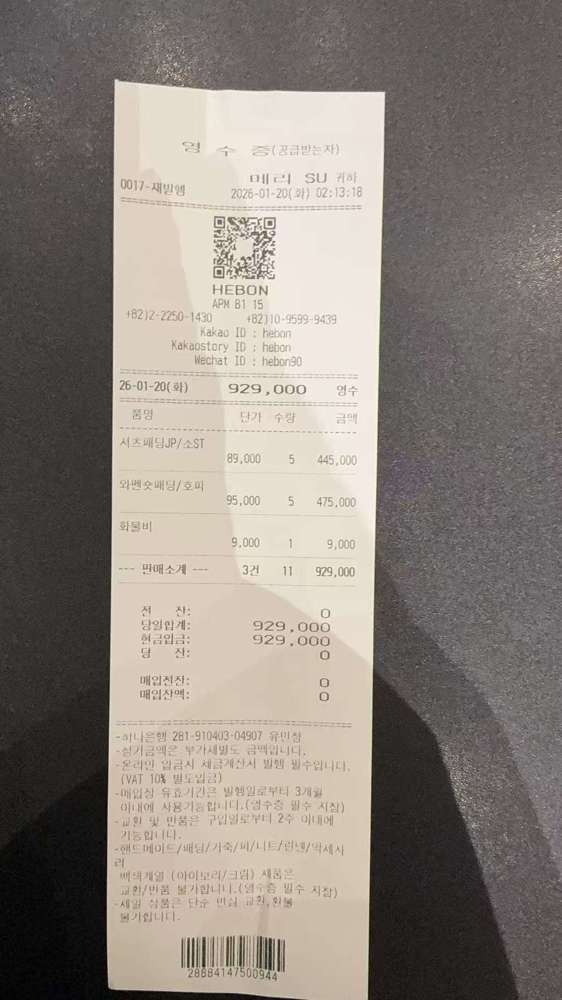 영 수 증(공급받는자)
메리 SU 귀하
0017-새빌엠 2026-01-20(화) 02:13:18
HEBON
APM B1 15
+82)2-2250-1430 +82)10-9599-9439
Kakao ID : hebon
Kakaostory ID : hebon
Wechat ID : hebon90
26-01-20(화) 929,000 영수
품명 단가 수량 금액
셔츠패딩JP/소ST
89,000 5 445,000
와펜숏패딩/호피
95,000 5 475,000
화물비
9,000 1 9,000
--- 판매소계 --- 3건 11 929,000
전 잔: 0
당일합계: 929,000
현금입금: 929,000
당 잔: 0
매입전잔: 0
매입잔액: 0
-하나은행 281-910403-04907
-상기금액은 부가세별도 금액입니다.
-온라인 입금시 세금계산서 발행 필수입니다.
(VAT 10% 별도입금)
-매입장 유효기간은 발행일로부터 3개월
이내에 사용가능합니다.(영수증 필수 지참)
-교환 및 반품은 구입일로부터 2주 이내에
가능합니다.
-핸드메이드/패딩/가죽/퍼/니트/린넨/악세사
리
백색계열 (아이보리/크림) 제품은
교환/반품 불가합니다.(영수증 필수 지참)
-세일 상품은 단순 변심 교환,환불
불가합니다.
28884147500944